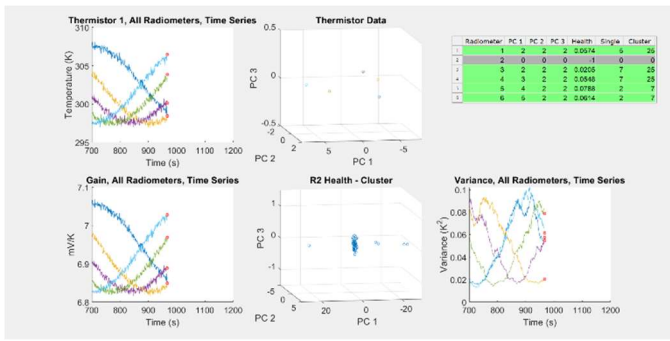 Thermistor 1, All Radiometers, Time Series
310
305
300
295
Temperature (K)
700 800 900 1000 1100 1200
Time (s)
Thermistor Data
0.5
0
-0.5
PC 3
-2
0
2
PC 2
5 0 -5
PC 1
Radiometer PC 1 PC 2 PC 3 Health Single Cluster
1 1 2 2 2 0.0574 6 25
2 2 0 0 0 -1 0 0
3 3 2 2 2 0.0205 7 25
4 4 3 2 2 0.0546 7 25
5 5 4 2 2 0.0788 2 7
6 6 5 2 2 0.0614 2 7
Gain, All Radiometers, Time Series
7.1
7
6.9
6.8
mV/K
700 800 900 1000 1100 1200
Time (s)
R2 Health - Cluster
1
0
-1
PC 3
-5
0
5
PC 2
20 0 -20
PC 1
Variance, All Radiometers, Time Series
0.1
0.08
0.06
0.04
0.02
0
Variance (K²)
700 800 900 1000 1100 1200
Time (s)